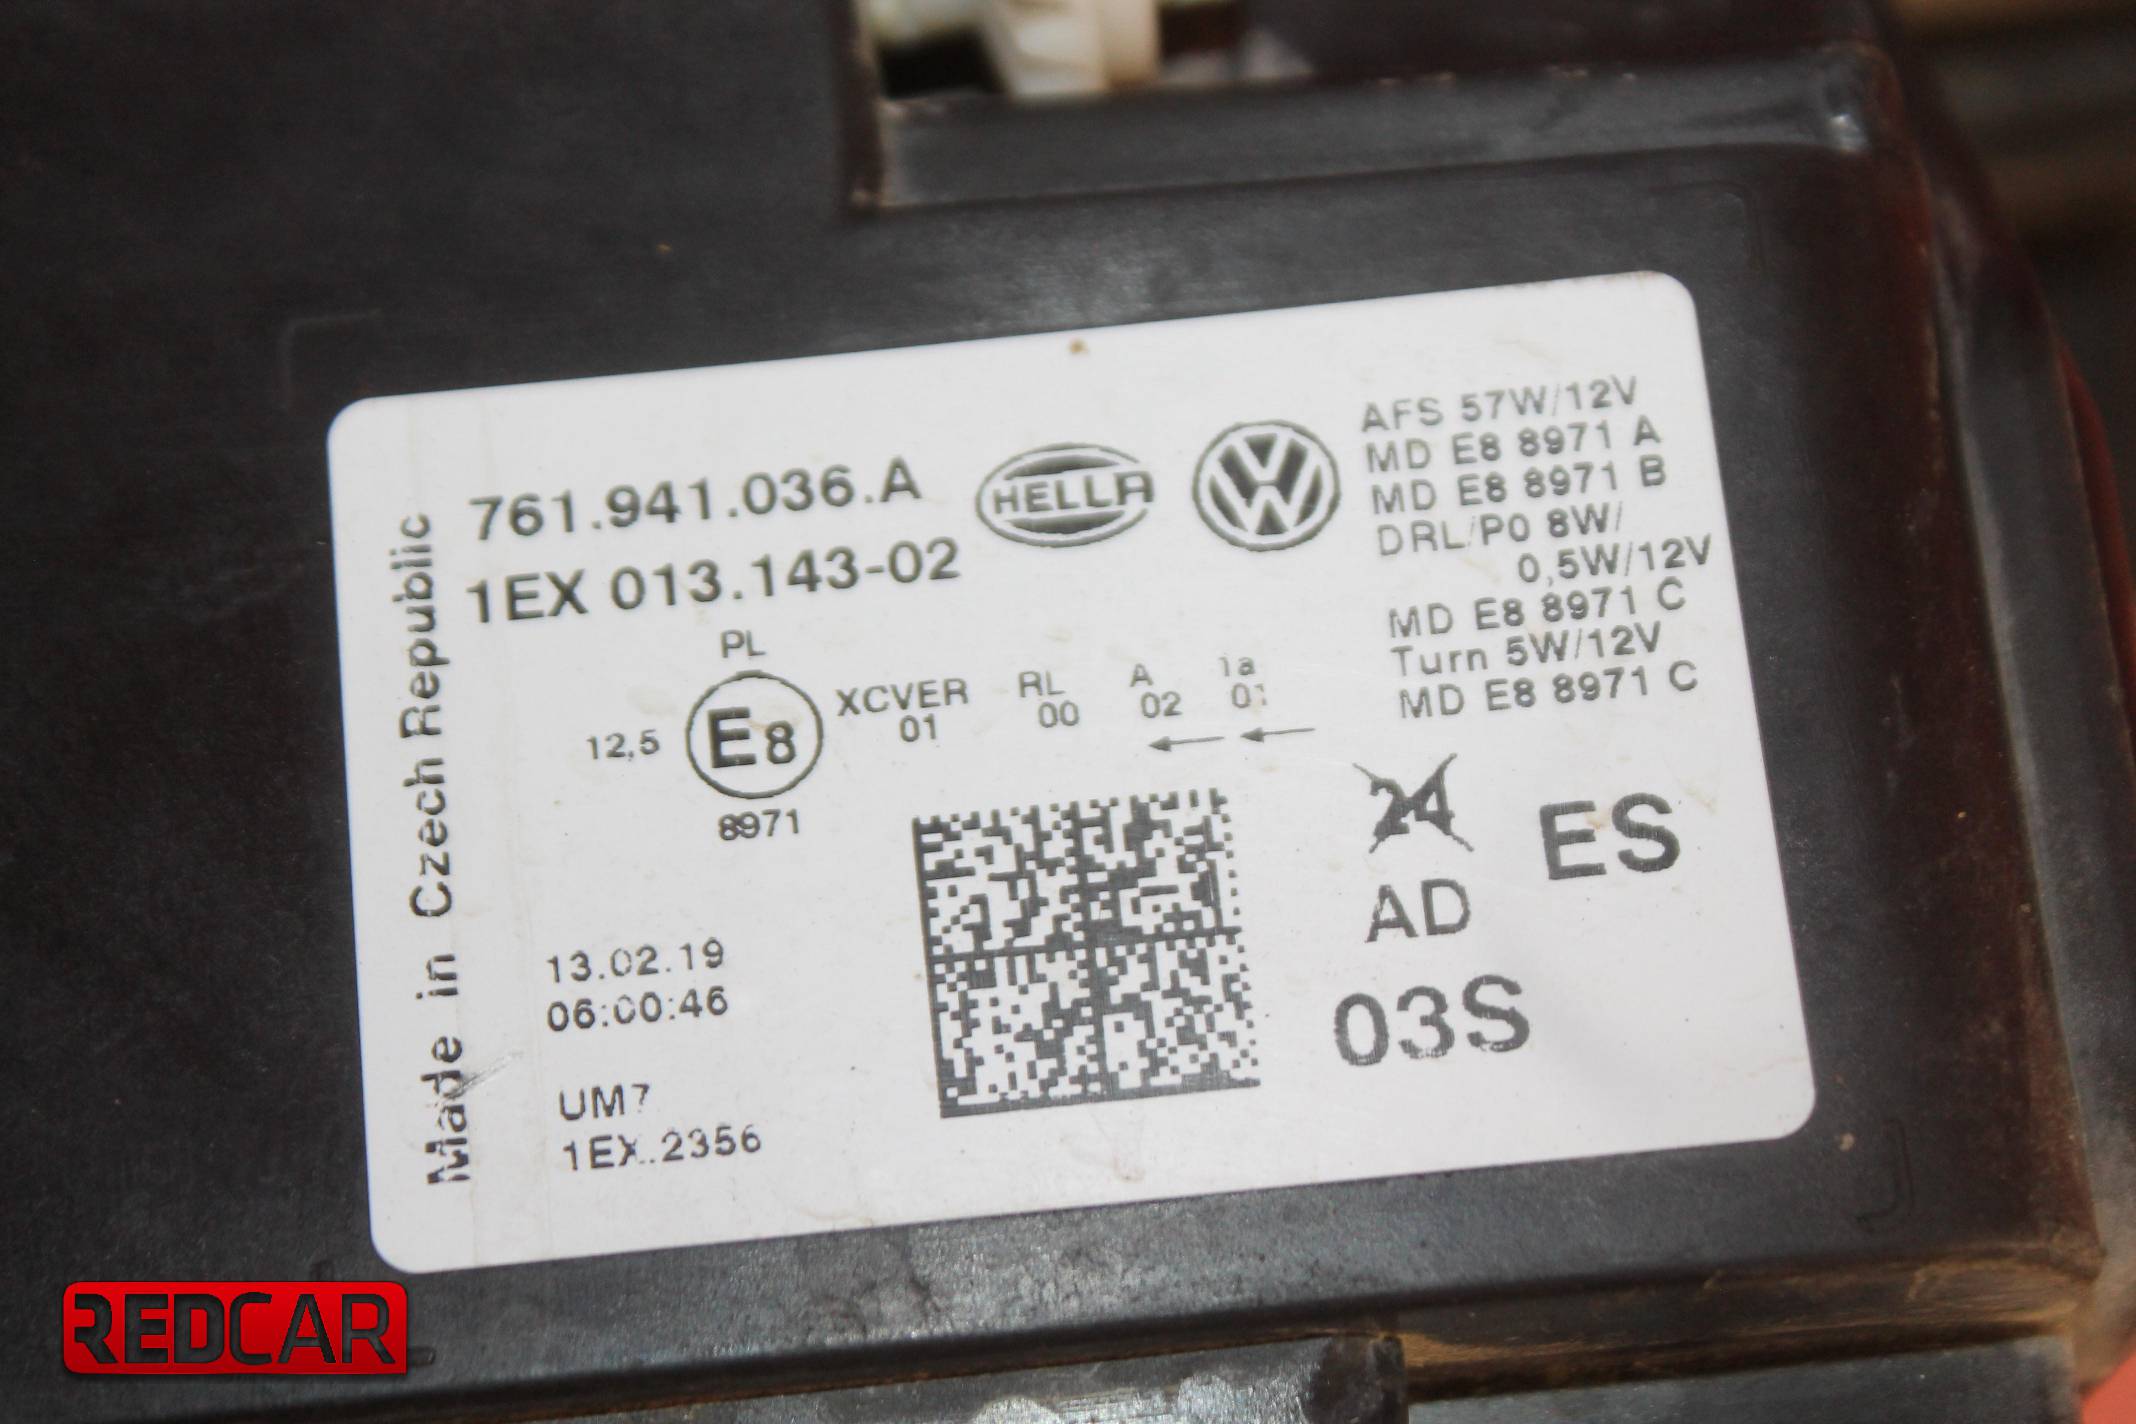 Made in Czech Republic
761.941.036.A
1EX 013.143-02
HELLA
AFS 57W/12V
MD E8 8971 A
MD E8 8971 B
DRL/P0 8W/
0,5W/12V
MD E8 8971 C
Turn 5W/12V
MD E8 8971 C
PL
12,5
E8
8971
XCVER
01
RL
00
A
02
1a
01
24
ES
AD
03S
13.02.19
06:00:46
UM7
1EX.2356
REDCAR